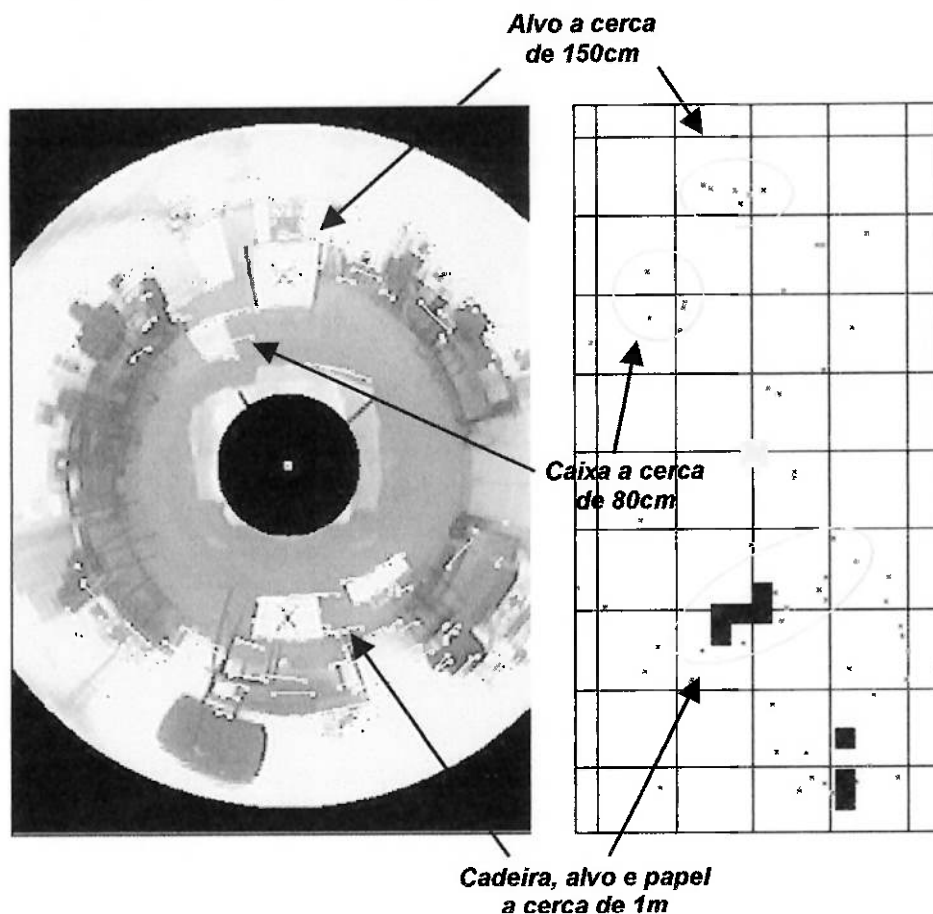 Alvo a cerca
de 150cm
Caixa a cerca
de 80cm
Cadeira, alvo e papel
a cerca de 1m